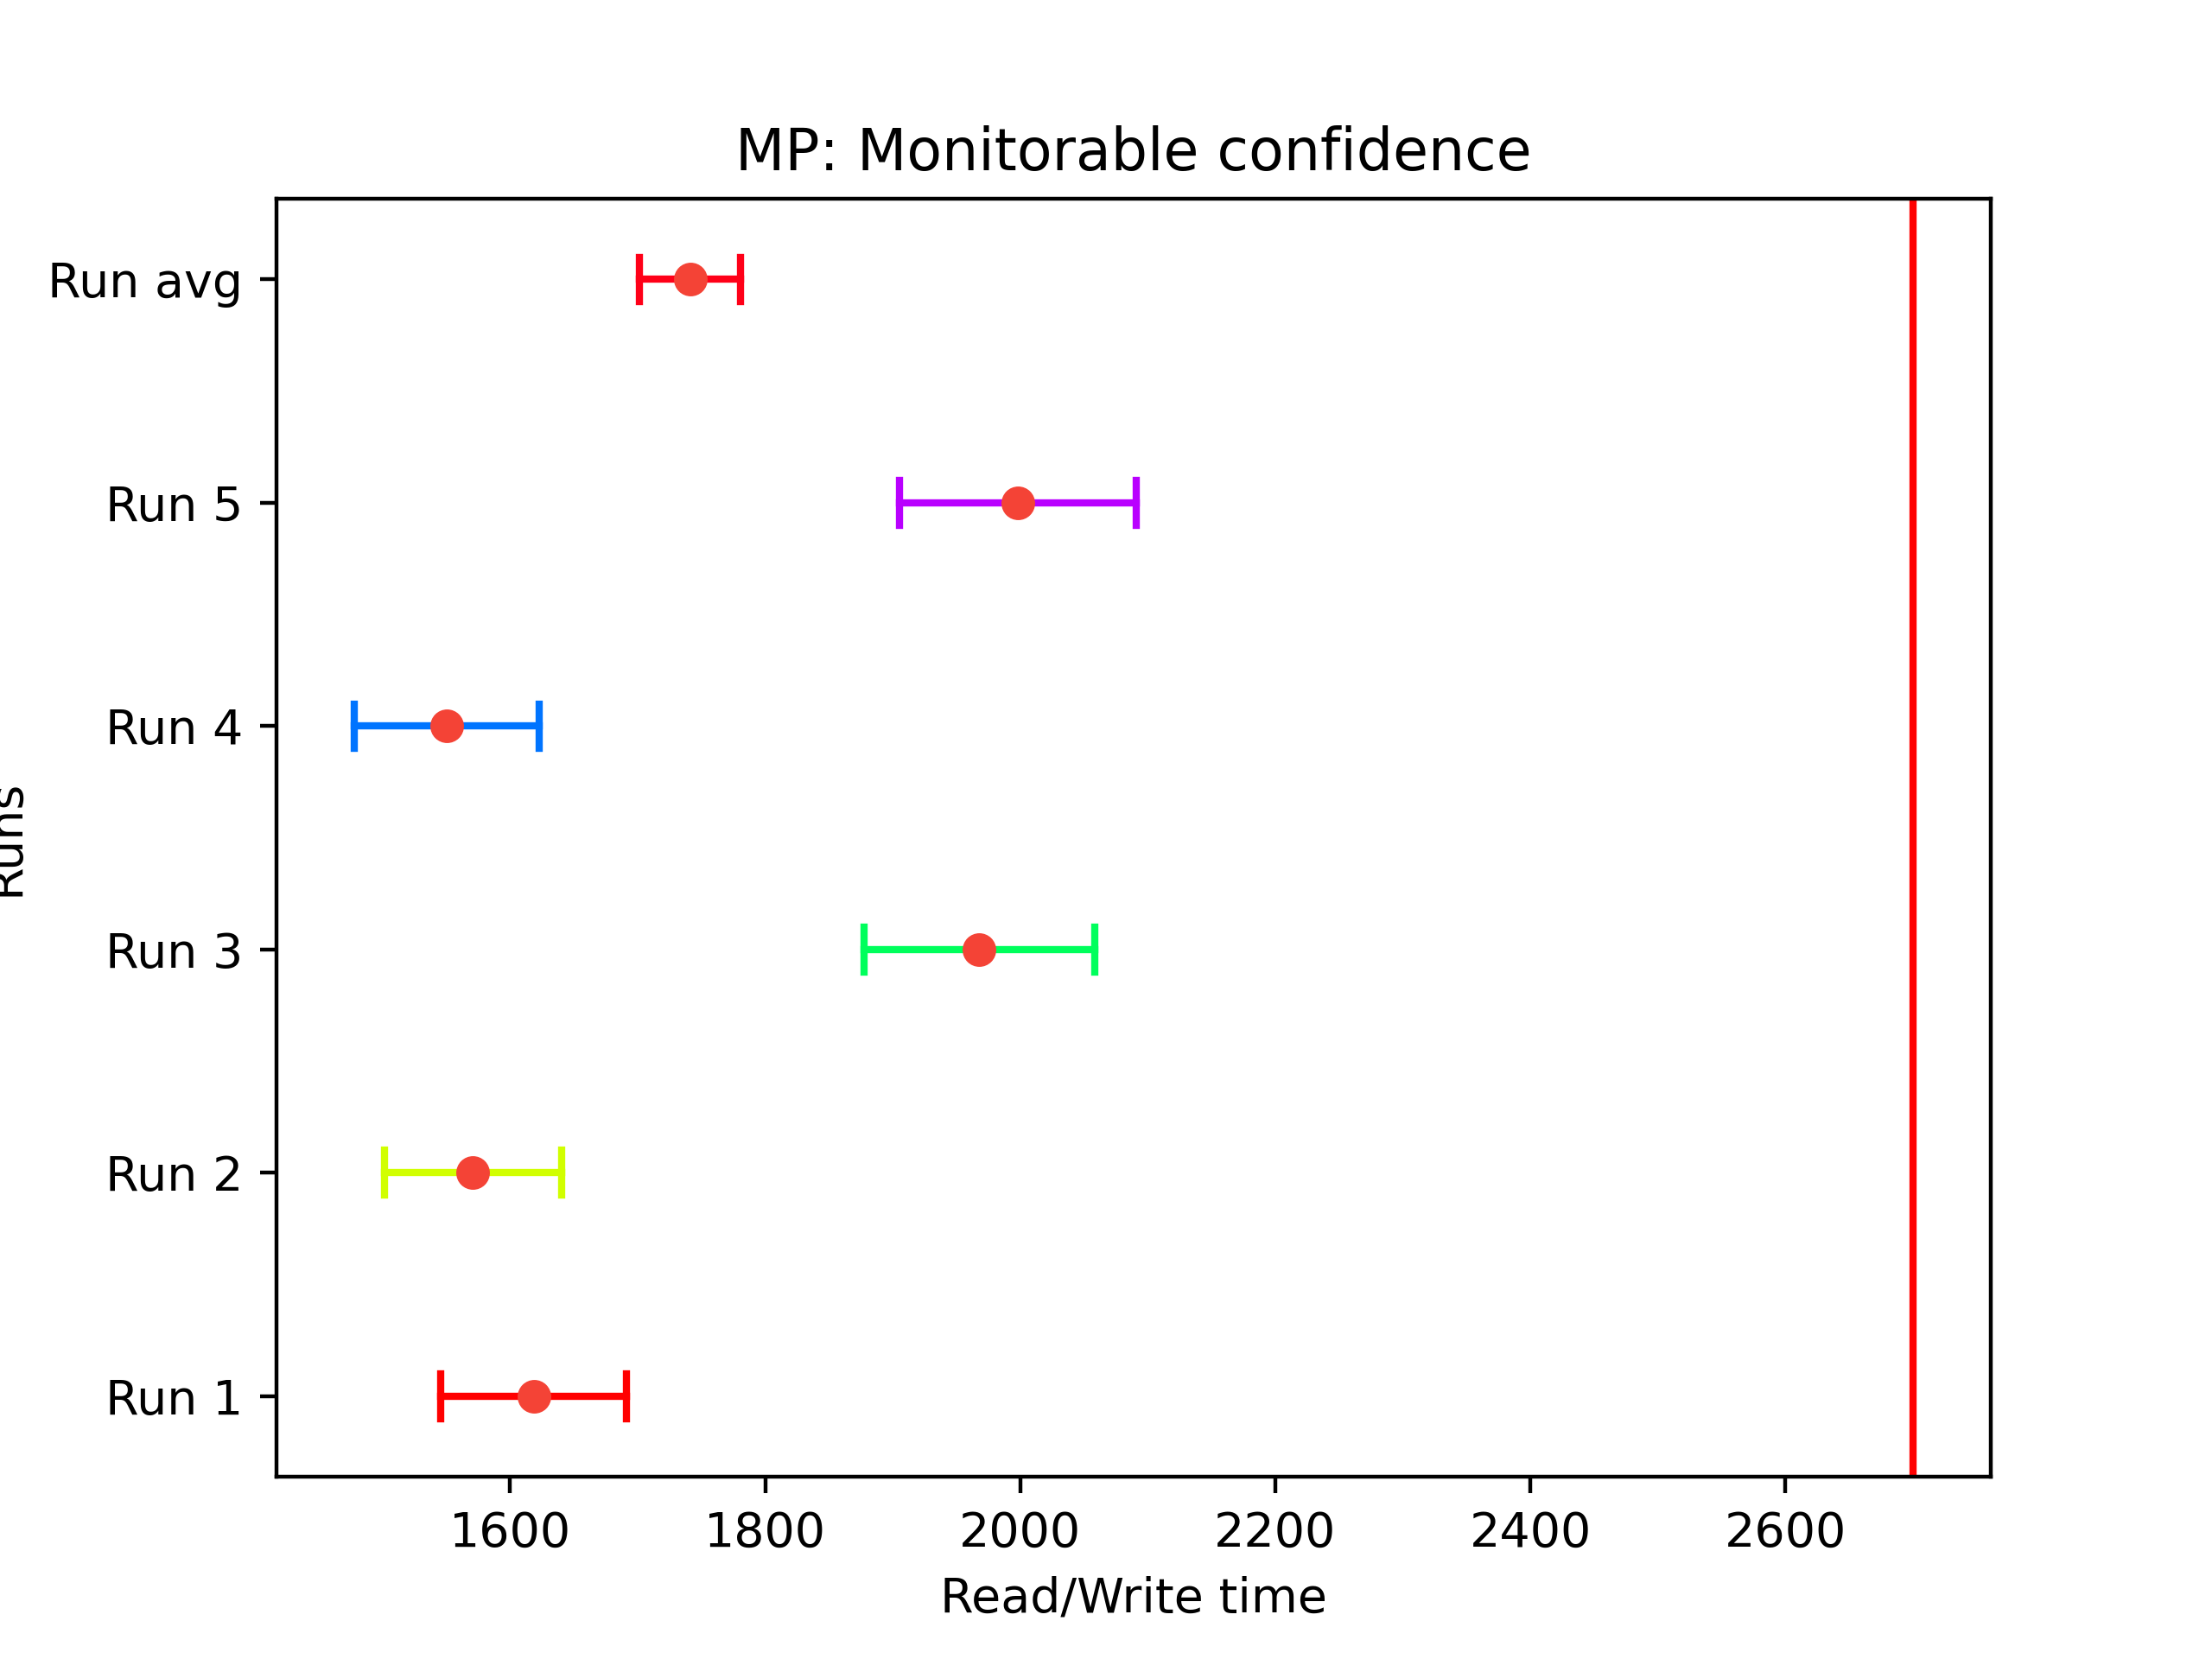 MP: Monitorable confidence
Run avg
Run 5
Run 4
Run 3
Run 2
Run 1
Runs
1600 1800 2000 2200 2400 2600
Read/Write time